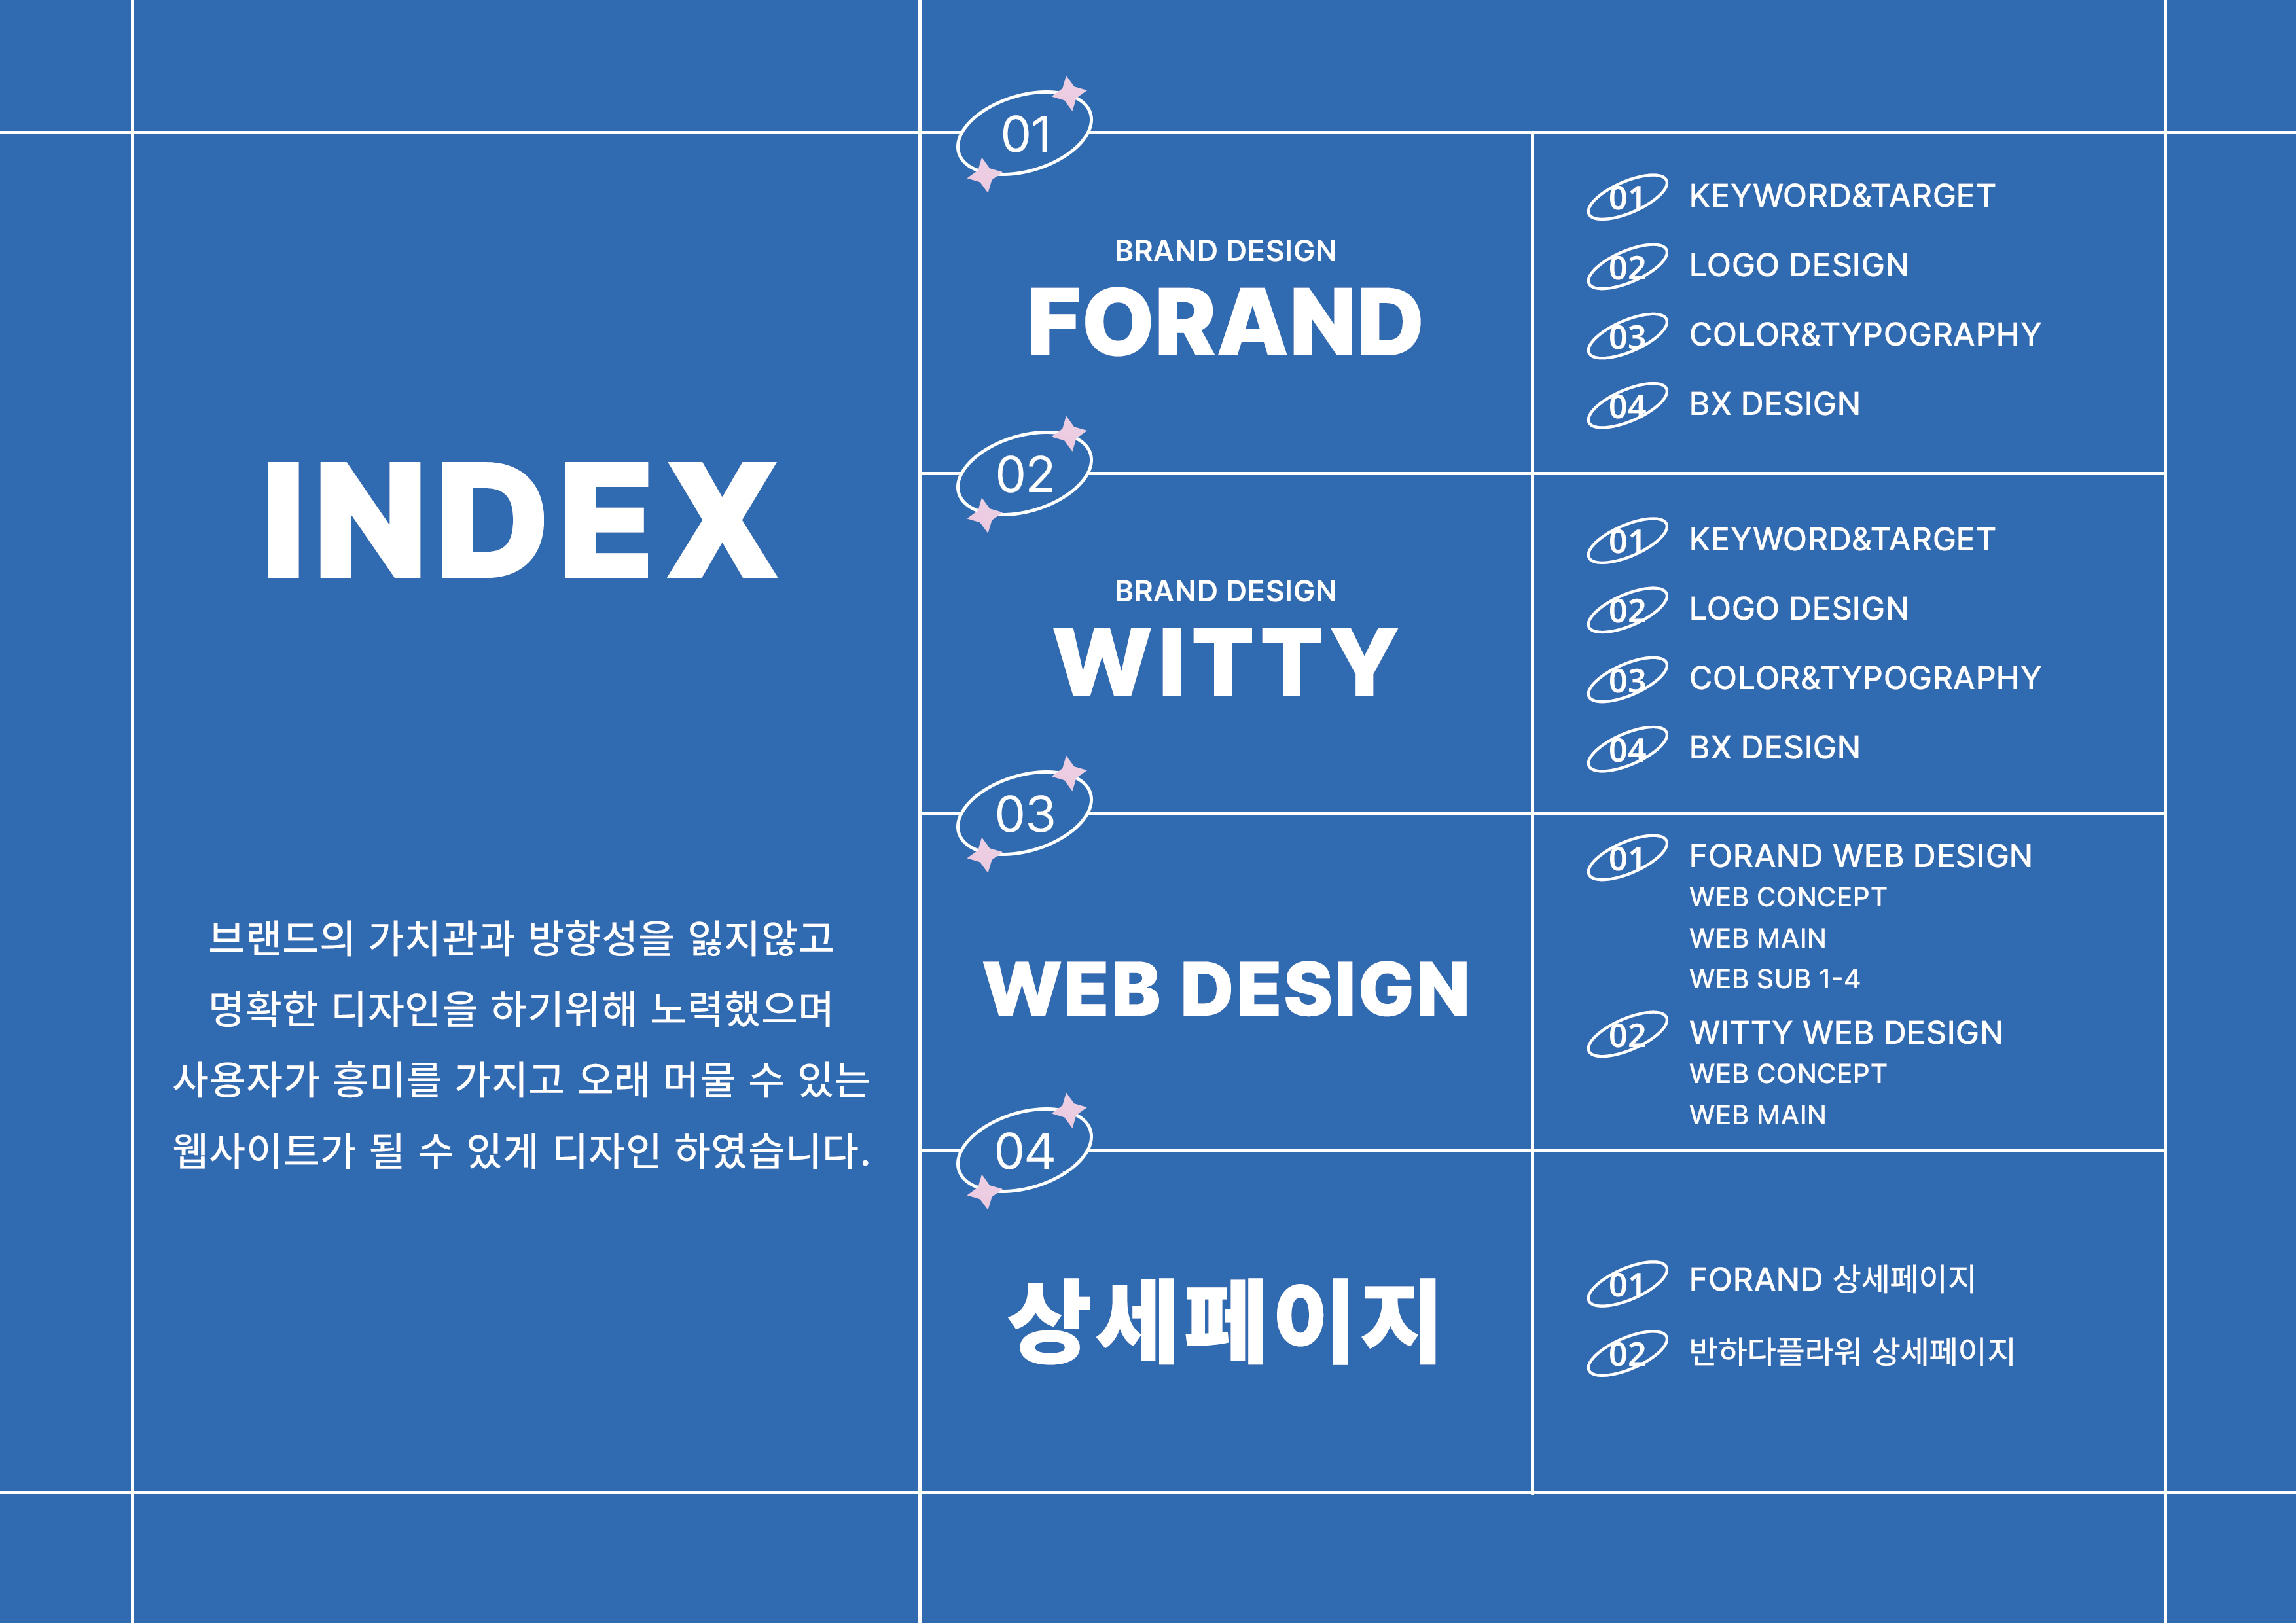 INDEX
브랜드의 가치관과 방향성을 잃지않고
명확한 디자인을 하기위해 노력했으며
사용자가 흥미를 가지고 오래 머물 수 있는
웹사이트가 될 수 있게 디자인 하였습니다.
01
BRAND DESIGN
FORAND
01 KEYWORD&TARGET
02 LOGO DESIGN
03 COLOR&TYPOGRAPHY
04 BX DESIGN
02
BRAND DESIGN
WITTY
01 KEYWORD&TARGET
02 LOGO DESIGN
03 COLOR&TYPOGRAPHY
04 BX DESIGN
03
WEB DESIGN
01 FORAND WEB DESIGN
WEB CONCEPT
WEB MAIN
WEB SUB 1-4
02 WITTY WEB DESIGN
WEB CONCEPT
WEB MAIN
04
상세페이지
01 FORAND 상세페이지
02 반하다플라워 상세페이지